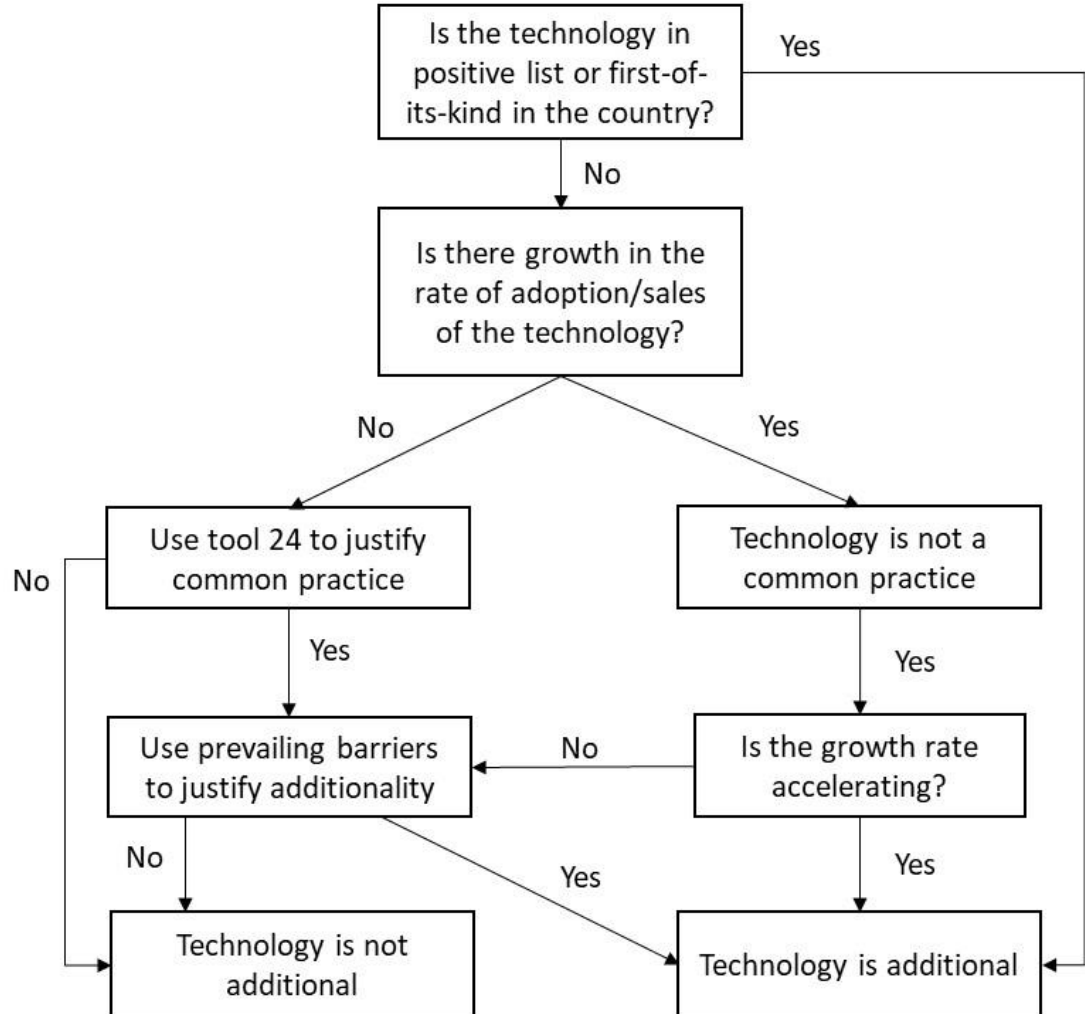 Is the technology in
positive list or first-of-
its-kind in the country?
Yes
No
Is there growth in the
rate of adoption/sales
of the technology?
No
Yes
Use tool 24 to justify
common practice
Technology is not a
common practice
No
Yes
Yes
Use prevailing barriers
to justify additionality
No
Is the growth rate
accelerating?
No
Yes
Yes
Technology is not
additional
Technology is additional